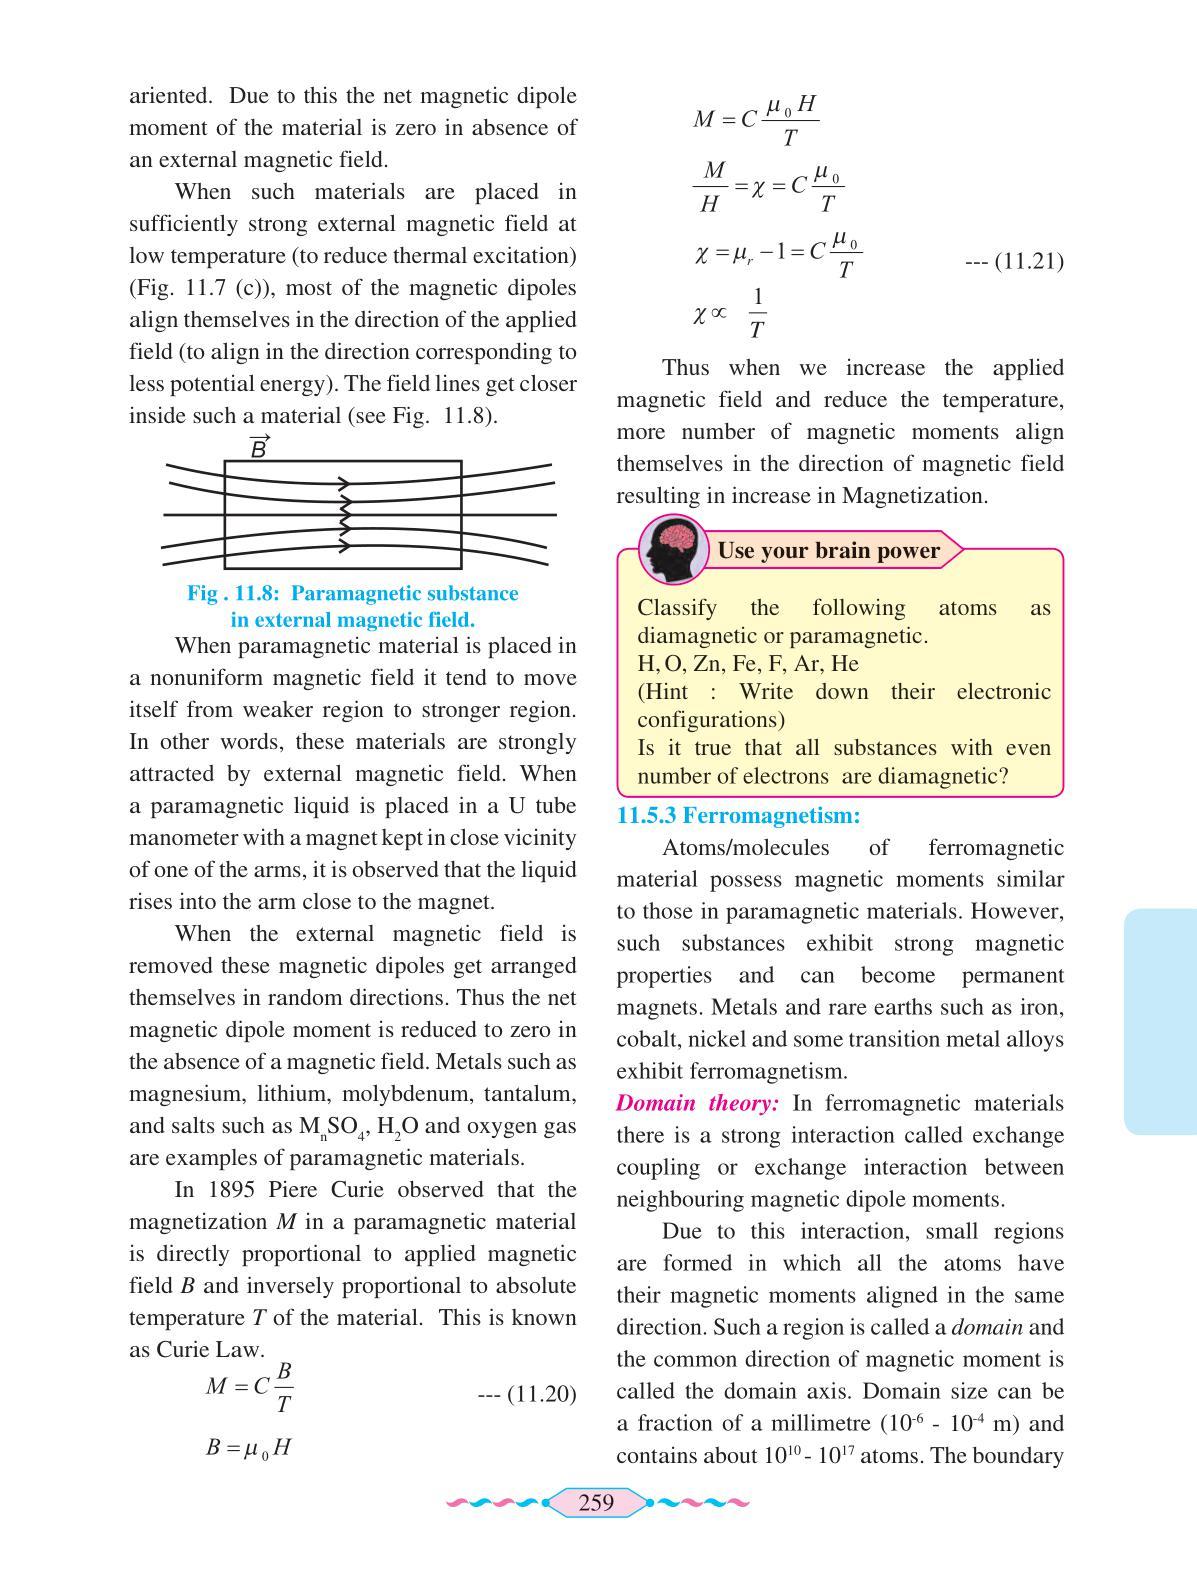 ariented. Due to this the net magnetic dipole
moment of the material is zero in absence of
an external magnetic field.
When such materials are placed in
sufficiently strong external magnetic field at
low temperature (to reduce thermal excitation)
(Fig. 11.7 (c)), most of the magnetic dipoles
align themselves in the direction of the applied
field (to align in the direction corresponding to
less potential energy). The field lines get closer
inside such a material (see Fig. 11.8).
B⃗
Fig . 11.8: Paramagnetic substance
in external magnetic field.
When paramagnetic material is placed in
a nonuniform magnetic field it tend to move
itself from weaker region to stronger region.
In other words, these materials are strongly
attracted by external magnetic field. When
a paramagnetic liquid is placed in a U tube
manometer with a magnet kept in close vicinity
of one of the arms, it is observed that the liquid
rises into the arm close to the magnet.
When the external magnetic field is
removed these magnetic dipoles get arranged
themselves in random directions. Thus the net
magnetic dipole moment is reduced to zero in
the absence of a magnetic field. Metals such as
magnesium, lithium, molybdenum, tantalum,
and salts such as MₙSO₄, H₂O and oxygen gas
are examples of paramagnetic materials.
In 1895 Piere Curie observed that the
magnetization M in a paramagnetic material
is directly proportional to applied magnetic
field B and inversely proportional to absolute
temperature T of the material. This is known
as Curie Law.
M = C B/T --- (11.20)
B = μ₀ H
M = C μ₀ H/T
M/H = χ = C μ₀/T
χ = μᵣ − 1 = C μ₀/T --- (11.21)
χ ∝ 1/T
Thus when we increase the applied
magnetic field and reduce the temperature,
more number of magnetic moments align
themselves in the direction of magnetic field
resulting in increase in Magnetization.
Use your brain power
Classify the following atoms as
diamagnetic or paramagnetic.
H, O, Zn, Fe, F, Ar, He
(Hint : Write down their electronic
configurations)
Is it true that all substances with even
number of electrons are diamagnetic?
11.5.3 Ferromagnetism:
Atoms/molecules of ferromagnetic
material possess magnetic moments similar
to those in paramagnetic materials. However,
such substances exhibit strong magnetic
properties and can become permanent
magnets. Metals and rare earths such as iron,
cobalt, nickel and some transition metal alloys
exhibit ferromagnetism.
Domain theory: In ferromagnetic materials
there is a strong interaction called exchange
coupling or exchange interaction between
neighbouring magnetic dipole moments.
Due to this interaction, small regions
are formed in which all the atoms have
their magnetic moments aligned in the same
direction. Such a region is called a domain and
the common direction of magnetic moment is
called the domain axis. Domain size can be
a fraction of a millimetre (10⁻⁶ - 10⁻⁴ m) and
contains about 10¹⁰ - 10¹⁷ atoms. The boundary
259